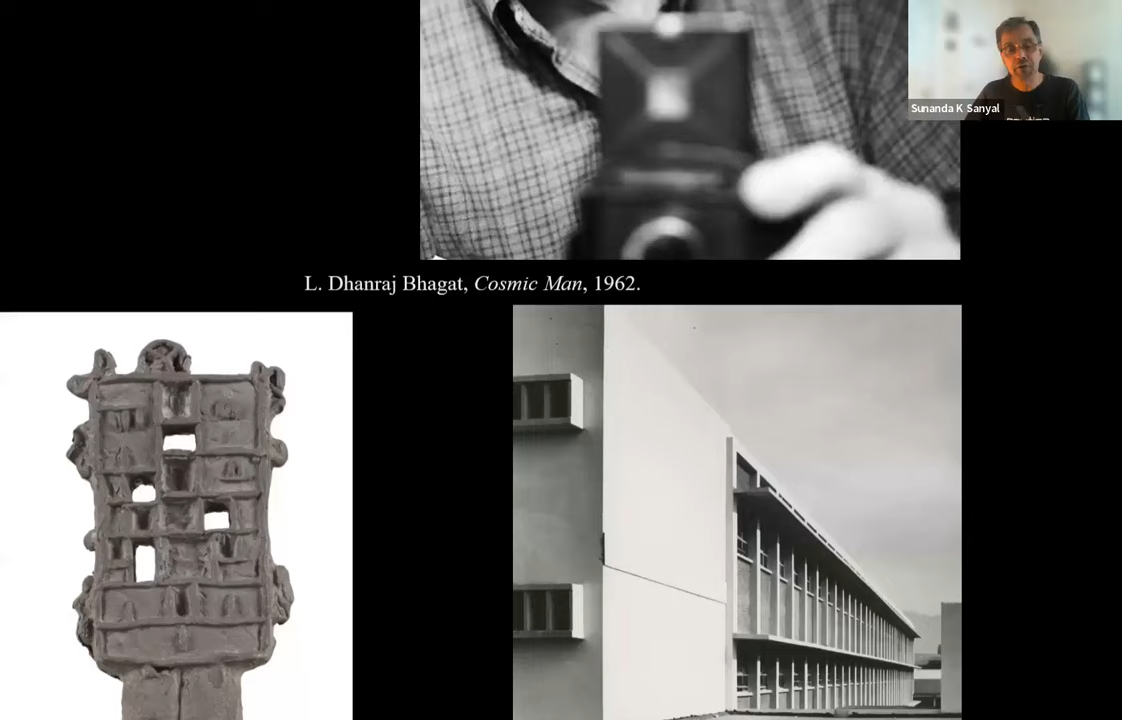 Sunanda K Sanyal
L. Dhanraj Bhagat, Cosmic Man, 1962.